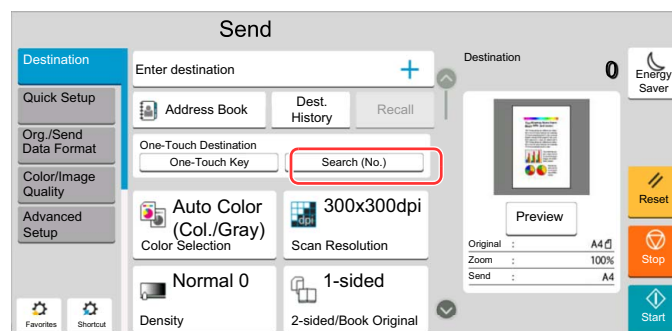 Send
Destination
Quick Setup
Org./Send
Data Format
Color/Image
Quality
Advanced
Setup
Favorites
Shortcut
Enter destination
Address Book
Dest.
History
Recall
One-Touch Destination
One-Touch Key
Search (No.)
Auto Color
(Col./Gray)
Color Selection
300x300dpi
Scan Resolution
Normal 0
Density
1-sided
2-sided/Book Original
Destination
0
Preview
Original : A4
Zoom : 100%
Send : A4
Energy
Saver
Reset
Stop
Start